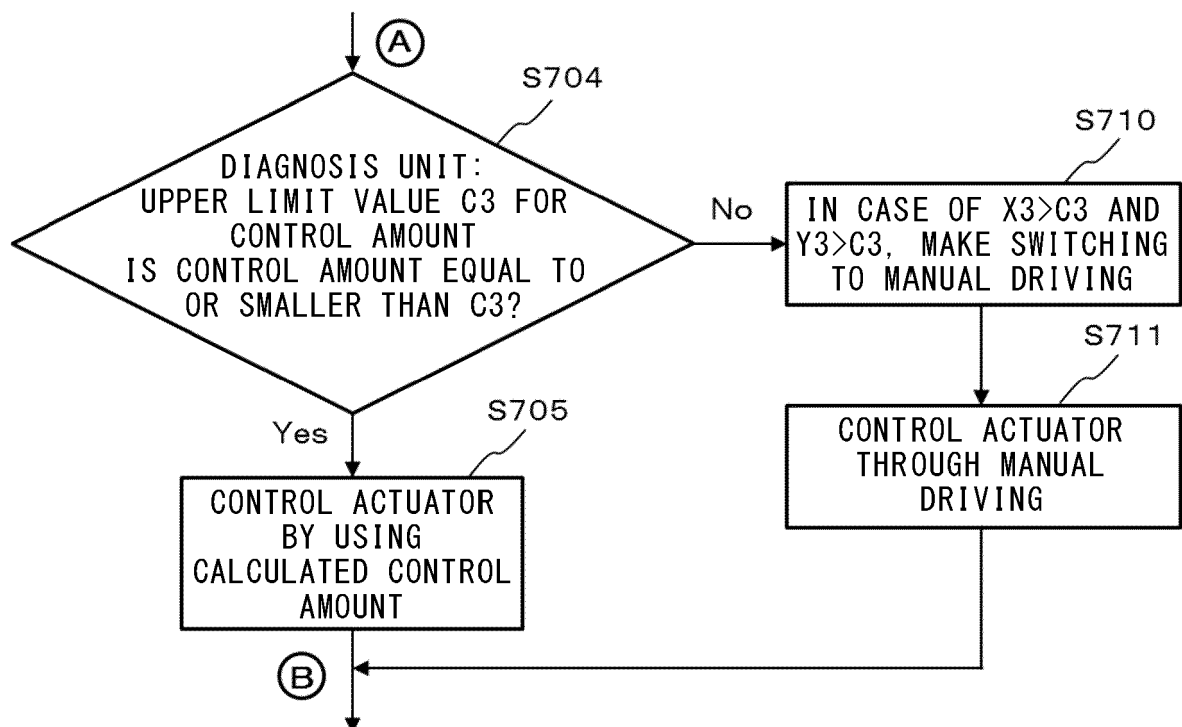 A
S704
DIAGNOSIS UNIT:
UPPER LIMIT VALUE C3 FOR
CONTROL AMOUNT
IS CONTROL AMOUNT EQUAL TO
OR SMALLER THAN C3?
No
S710
IN CASE OF X3>C3 AND
Y3>C3, MAKE SWITCHING
TO MANUAL DRIVING
S711
CONTROL ACTUATOR
THROUGH MANUAL
DRIVING
Yes
S705
CONTROL ACTUATOR
BY USING
CALCULATED CONTROL
AMOUNT
B